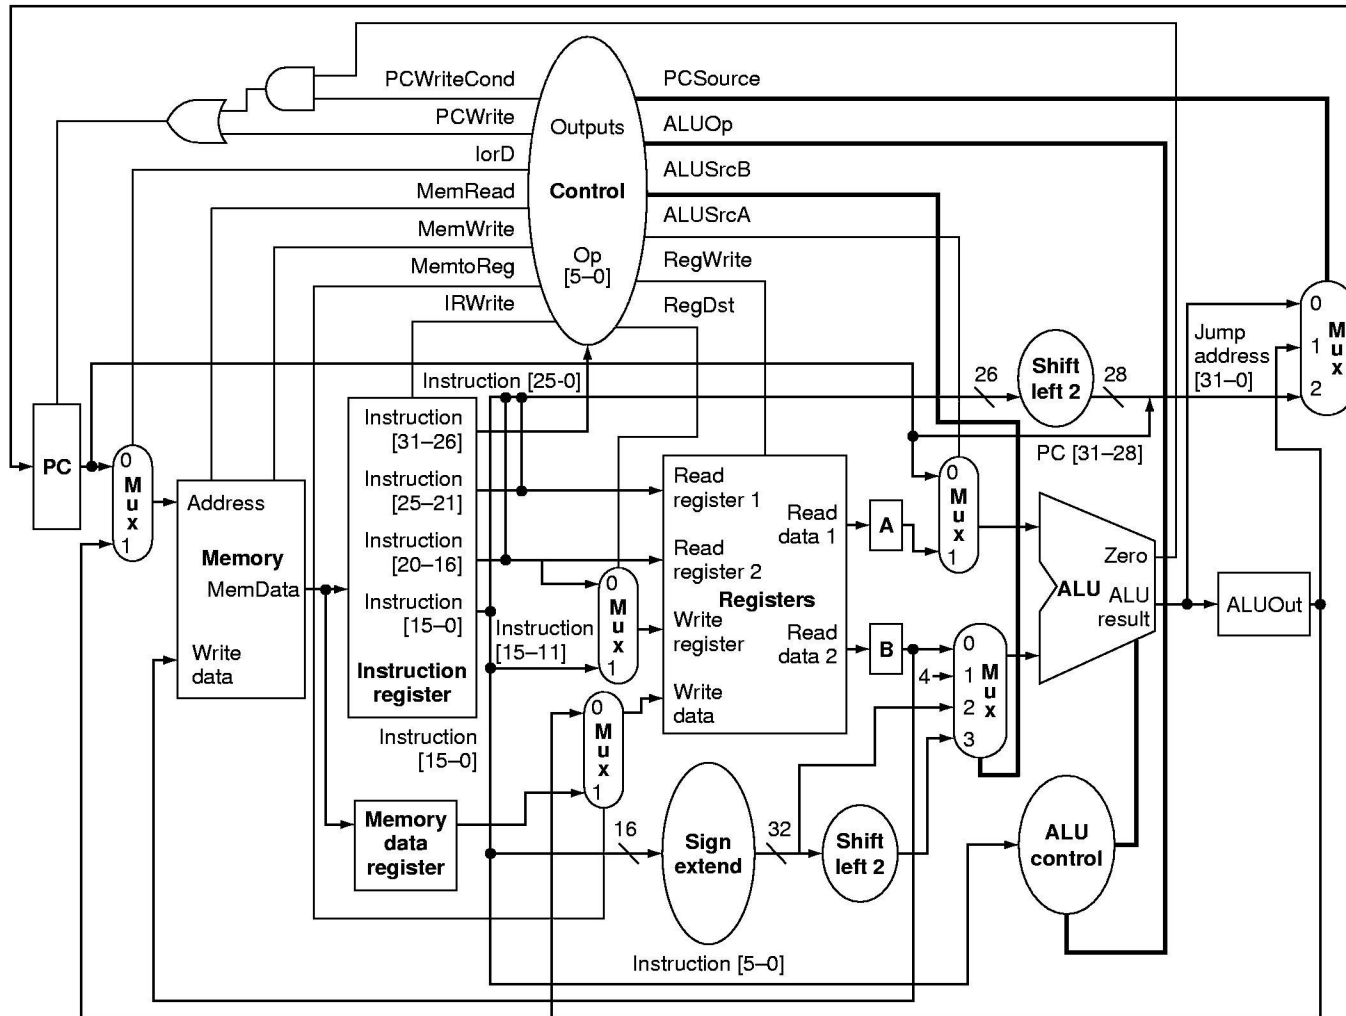 PCWriteCond
PCWrite
IorD
MemRead
MemWrite
MemtoReg
IRWrite
Outputs
Control
Op
[5–0]
PCSource
ALUOp
ALUSrcB
ALUSrcA
RegWrite
RegDst
Instruction [25-0]
26
Shift
left 2
28
Jump
address
[31–0]
0
1
2
M
u
x
PC [31–28]
PC
0
M
u
x
1
Address
Memory
MemData
Write
data
Instruction
[31–26]
Instruction
[25–21]
Instruction
[20–16]
Instruction
[15–0]
Instruction
register
Instruction
[15–11]
Instruction
[15–0]
Memory
data
register
0
M
u
x
1
0
M
u
x
1
Read
register 1
Read
register 2
Registers
Write
register
Write
data
Read
data 1
Read
data 2
A
B
0
M
u
x
1
0
4
1
2
3
M
u
x
Zero
ALU
ALU
result
ALUOut
16
Sign
extend
32
Shift
left 2
ALU
control
Instruction [5–0]